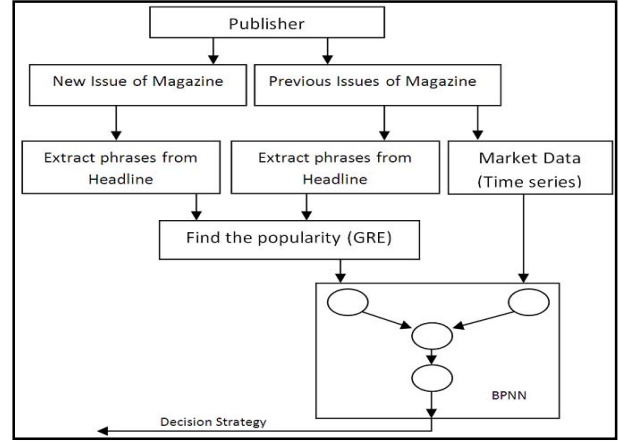 Publisher
New Issue of Magazine
Previous Issues of Magazine
Extract phrases from
Headline
Extract phrases from
Headline
Market Data
(Time series)
Find the popularity (GRE)
BPNN
Decision Strategy